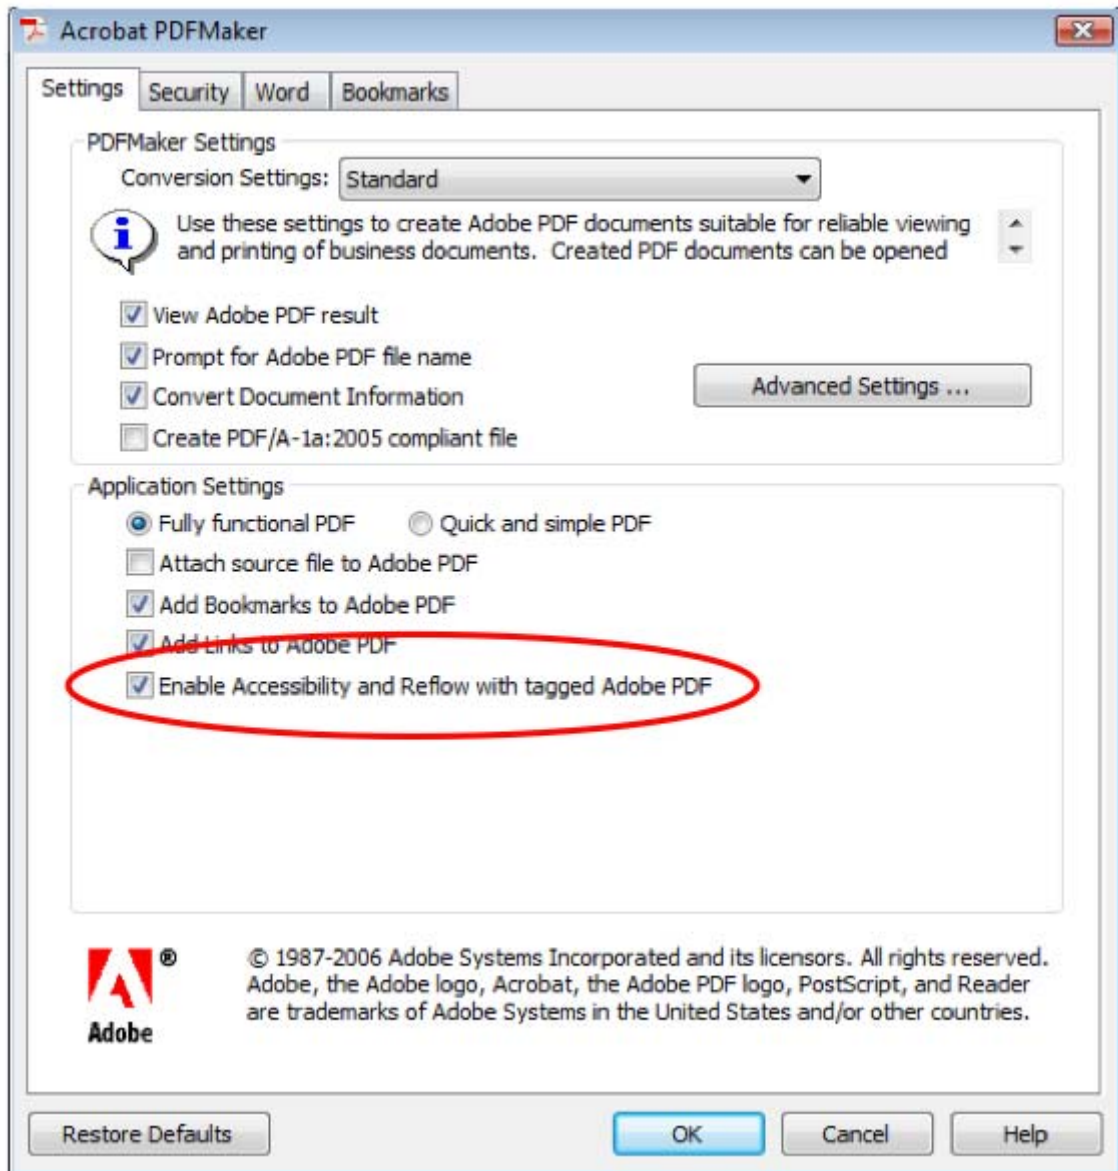 Acrobat PDFMaker
Settings
Security
Word
Bookmarks
PDFMaker Settings
Conversion Settings: Standard
Use these settings to create Adobe PDF documents suitable for reliable viewing
and printing of business documents. Created PDF documents can be opened
View Adobe PDF result
Prompt for Adobe PDF file name
Convert Document Information
Advanced Settings ...
Create PDF/A-1a:2005 compliant file
Application Settings
Fully functional PDF
Quick and simple PDF
Attach source file to Adobe PDF
Add Bookmarks to Adobe PDF
Add Links to Adobe PDF
Enable Accessibility and Reflow with tagged Adobe PDF
Adobe ®
© 1987-2006 Adobe Systems Incorporated and its licensors. All rights reserved.
Adobe, the Adobe logo, Acrobat, the Adobe PDF logo, PostScript, and Reader
are trademarks of Adobe Systems in the United States and/or other countries.
Restore Defaults
OK
Cancel
Help